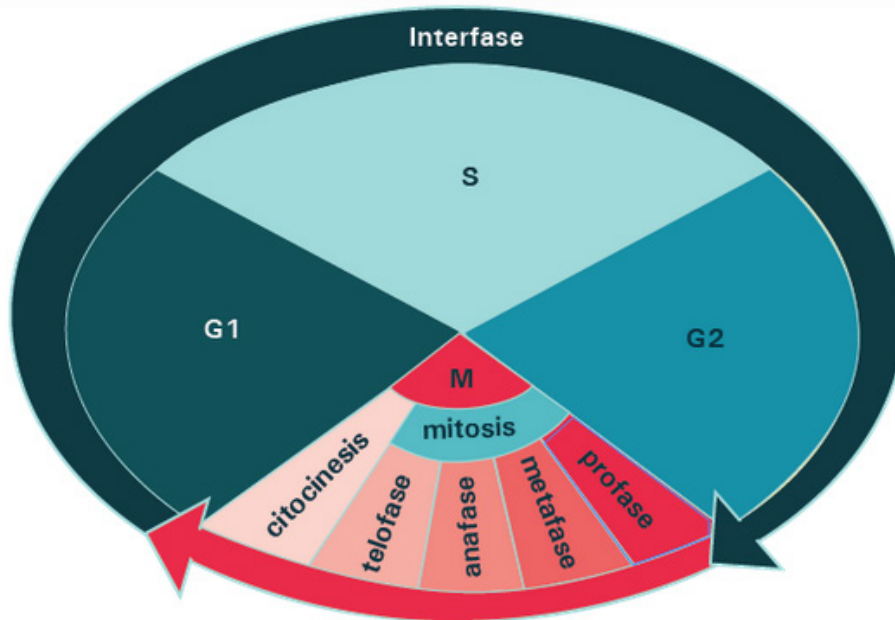 Interfase
S
G1
G2
M
mitosis
citocinesis
telofase
anafase
metafase
profase